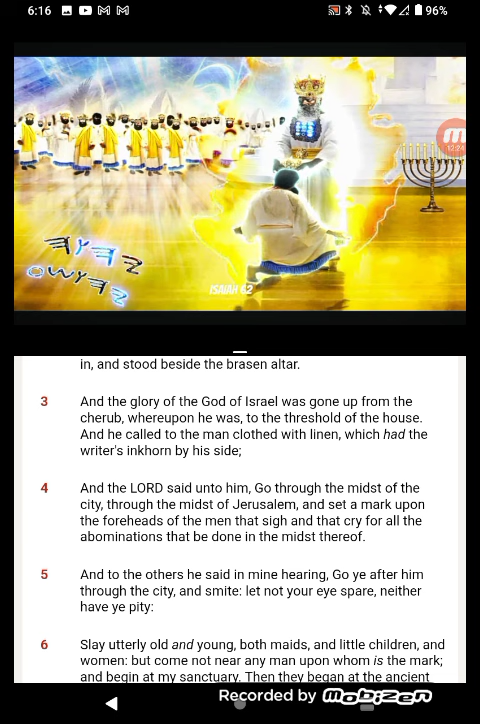 6:16
96%
12:24
𐤉𐤄𐤅𐤄
𐤉𐤄𐤅𐤔𐤏
ISAIAH 62
in, and stood beside the brasen altar.
3 And the glory of the God of Israel was gone up from the
cherub, whereupon he was, to the threshold of the house.
And he called to the man clothed with linen, which had the
writer's inkhorn by his side;
4 And the LORD said unto him, Go through the midst of the
city, through the midst of Jerusalem, and set a mark upon
the foreheads of the men that sigh and that cry for all the
abominations that be done in the midst thereof.
5 And to the others he said in mine hearing, Go ye after him
through the city, and smite: let not your eye spare, neither
have ye pity:
6 Slay utterly old and young, both maids, and little children, and
women: but come not near any man upon whom is the mark;
and begin at my sanctuary. Then they began at the ancient
Recorded by Mobizen